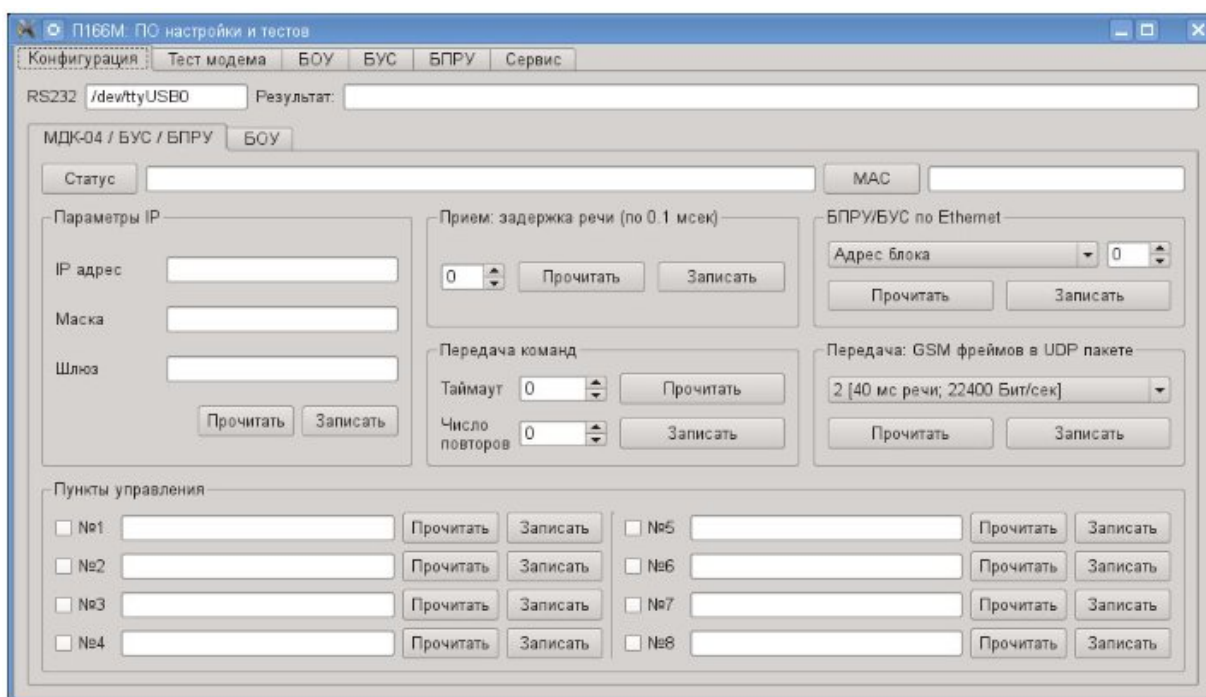 П166М: ПО настройки и тестов
Конфигурация Тест модема БОУ БУС БПРУ Сервис
RS232 /dev/ttyUSB0 Результат:
МДК-04 / БУС / БПРУ БОУ
Статус MAC
Параметры IP Прием: задержка речи (по 0.1 мсек) БПРУ/БУС по Ethernet
Адрес блока 0
IP адрес 0 Прочитать Записать
Прочитать Записать
Маска
Передача команд Передача: GSM фреймов в UDP пакете
Шлюз
Таймаут 0 Прочитать 2 [40 мс речи; 22400 Бит/сек]
Прочитать Записать
Число повторов 0 Записать Прочитать Записать
Пункты управления
№1 Прочитать Записать №5 Прочитать Записать
№2 Прочитать Записать №6 Прочитать Записать
№3 Прочитать Записать №7 Прочитать Записать
№4 Прочитать Записать №8 Прочитать Записать